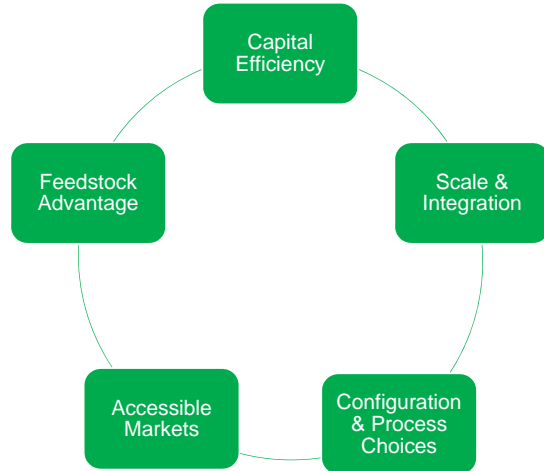 Capital
Efficiency
Scale &
Integration
Configuration
& Process
Choices
Accessible
Markets
Feedstock
Advantage